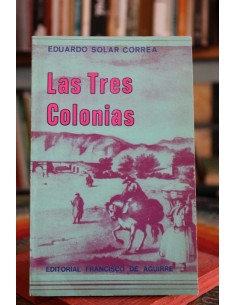 EDUARDO SOLAR CORREA
Las Tres
Colonias
EDITORIAL FRANCISCO DE AGUIRRE